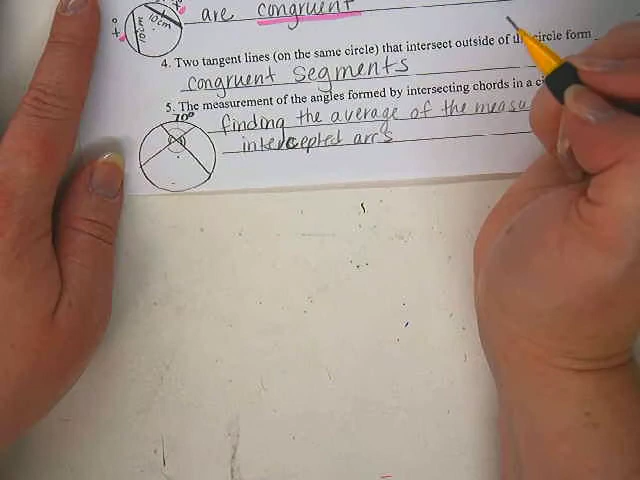 10cm
are congruent
10cm
4. Two tangent lines (on the same circle) that intersect outside of the circle form
congruent segments
5. The measurement of the angles formed by intersecting chords in a
70°
finding the average of the
intercepted arcs